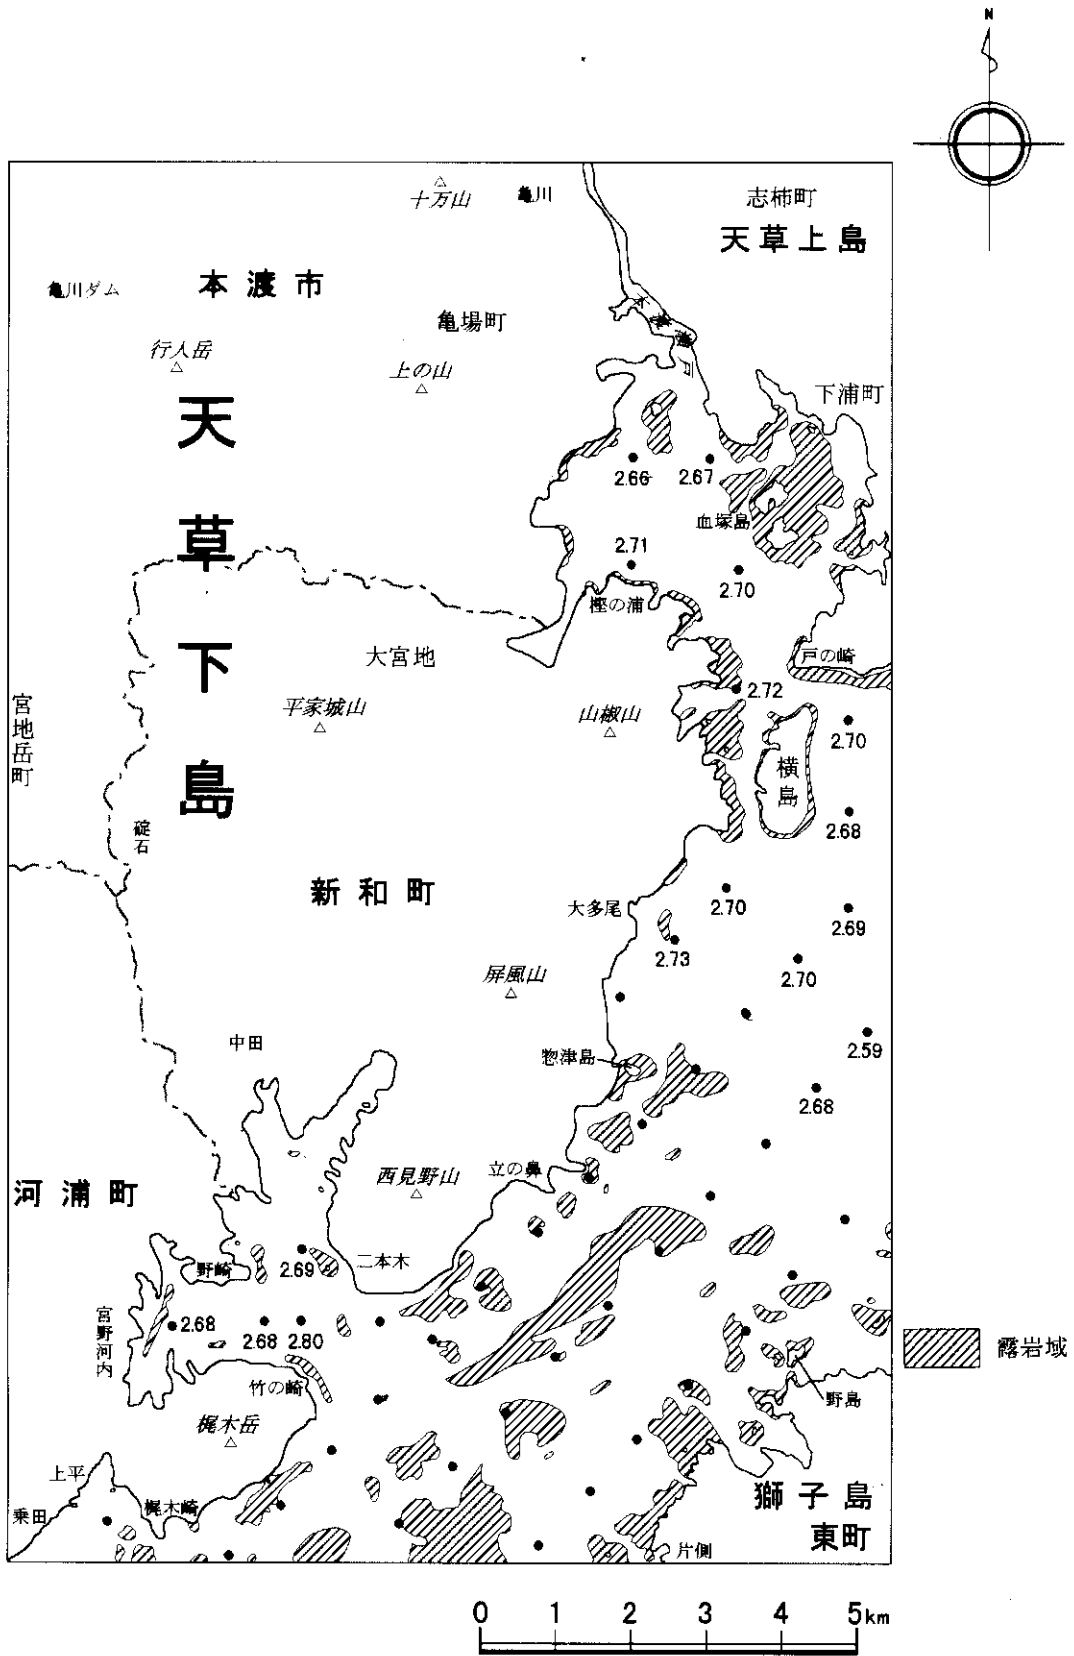 N
十万山
亀川
志柿町
天草上島
亀川ダム
本渡市
亀場町
行人岳
上の山
本渡瀬戸
下浦町
天草下島
2.66
2.67
血塚島
2.71
2.70
樫の浦
大宮地
戸の崎
2.72
宮地岳町
平家城山
山椒山
2.70
横島
碇石
2.68
新和町
大多尾
2.70
2.69
2.73
2.70
屏風山
中田
惣津島
2.59
2.68
河浦町
西見野山
立の鼻
野崎
2.69
二本木
宮野河内
2.68
2.68
2.80
露岩域
竹の崎
野島
梶木岳
上平
乗田
梶木崎
獅子島
東町
片側
0 1 2 3 4 5km